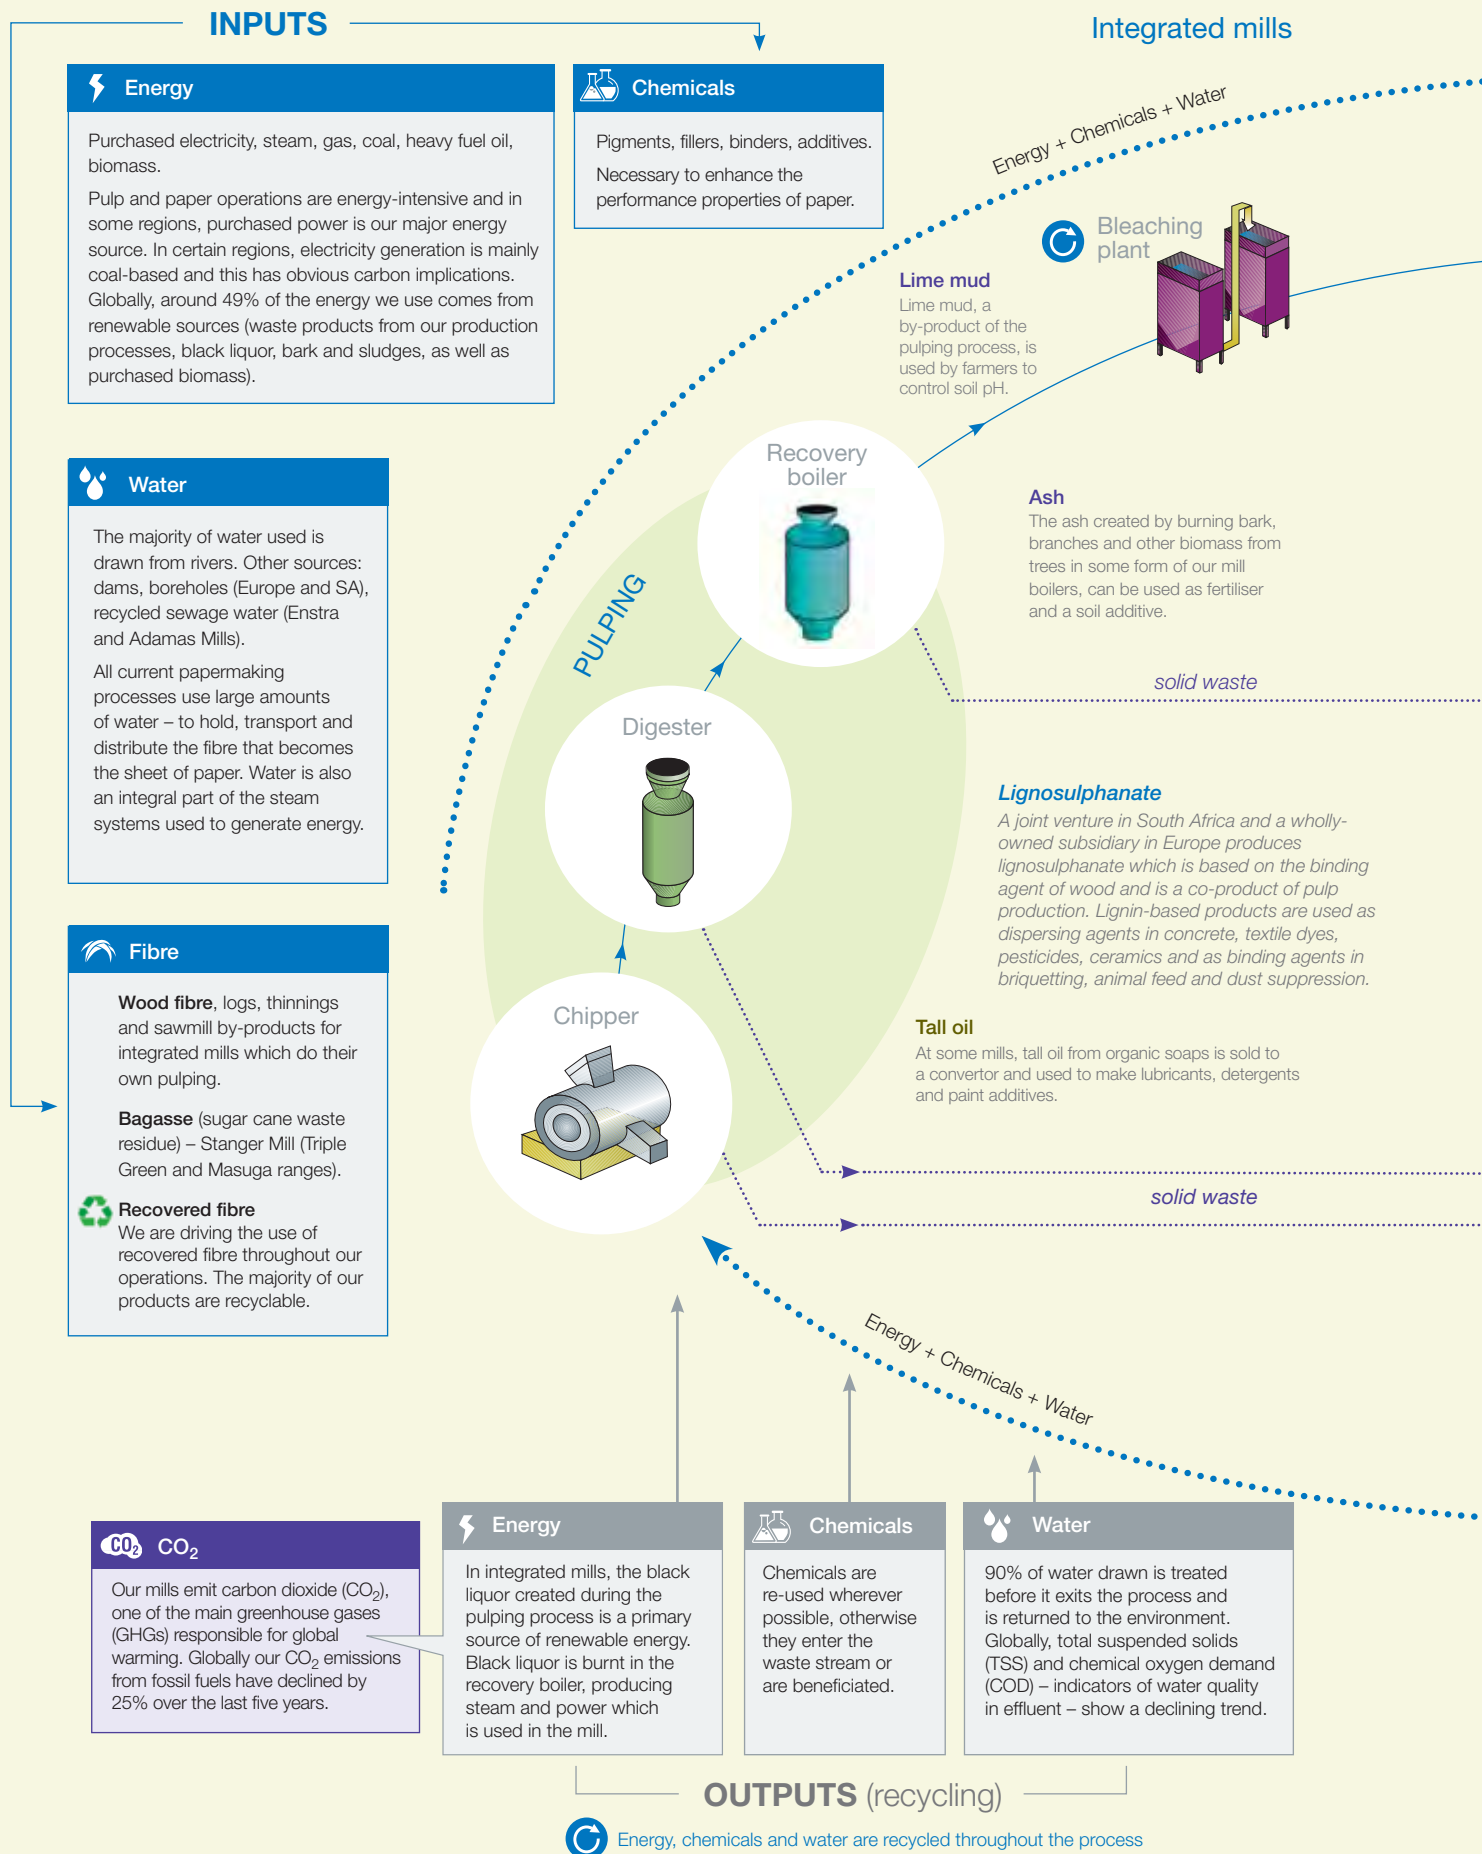 INPUTS
Integrated mills
Energy
Purchased electricity, steam, gas, coal, heavy fuel oil,
biomass.
Pulp and paper operations are energy-intensive and in
some regions, purchased power is our major energy
source. In certain regions, electricity generation is mainly
coal-based and this has obvious carbon implications.
Globally, around 49% of the energy we use comes from
renewable sources (waste products from our production
processes, black liquor, bark and sludges, as well as
purchased biomass).
Chemicals
Pigments, fillers, binders, additives.
Necessary to enhance the
performance properties of paper.
Energy + Chemicals + Water
Bleaching
plant
Lime mud
Lime mud, a
by-product of the
pulping process, is
used by farmers to
control soil pH.
Water
The majority of water used is
drawn from rivers. Other sources:
dams, boreholes (Europe and SA),
recycled sewage water (Enstra
and Adamas Mills).
All current papermaking
processes use large amounts
of water – to hold, transport and
distribute the fibre that becomes
the sheet of paper. Water is also
an integral part of the steam
systems used to generate energy.
Recovery
boiler
PULPING
Ash
The ash created by burning bark,
branches and other biomass from
trees in some form of our mill
boilers, can be used as fertiliser
and a soil additive.
solid waste
Digester
Lignosulphanate
A joint venture in South Africa and a wholly-
owned subsidiary in Europe produces
lignosulphanate which is based on the binding
agent of wood and is a co-product of pulp
production. Lignin-based products are used as
dispersing agents in concrete, textile dyes,
pesticides, ceramics and as binding agents in
briquetting, animal feed and dust suppression.
Fibre
Wood fibre, logs, thinnings
and sawmill by-products for
integrated mills which do their
own pulping.
Bagasse (sugar cane waste
residue) – Stanger Mill (Triple
Green and Masuga ranges).
Recovered fibre
We are driving the use of
recovered fibre throughout our
operations. The majority of our
products are recyclable.
Chipper
Tall oil
At some mills, tall oil from organic soaps is sold to
a convertor and used to make lubricants, detergents
and paint additives.
solid waste
Energy + Chemicals + Water
CO2 CO2
Our mills emit carbon dioxide (CO2),
one of the main greenhouse gases
(GHGs) responsible for global
warming. Globally our CO2 emissions
from fossil fuels have declined by
25% over the last five years.
Energy
In integrated mills, the black
liquor created during the
pulping process is a primary
source of renewable energy.
Black liquor is burnt in the
recovery boiler, producing
steam and power which
is used in the mill.
Chemicals
Chemicals are
re-used wherever
possible, otherwise
they enter the
waste stream or
are beneficiated.
Water
90% of water drawn is treated
before it exits the process and
is returned to the environment.
Globally, total suspended solids
(TSS) and chemical oxygen demand
(COD) – indicators of water quality
in effluent – show a declining trend.
OUTPUTS (recycling)
Energy, chemicals and water are recycled throughout the process